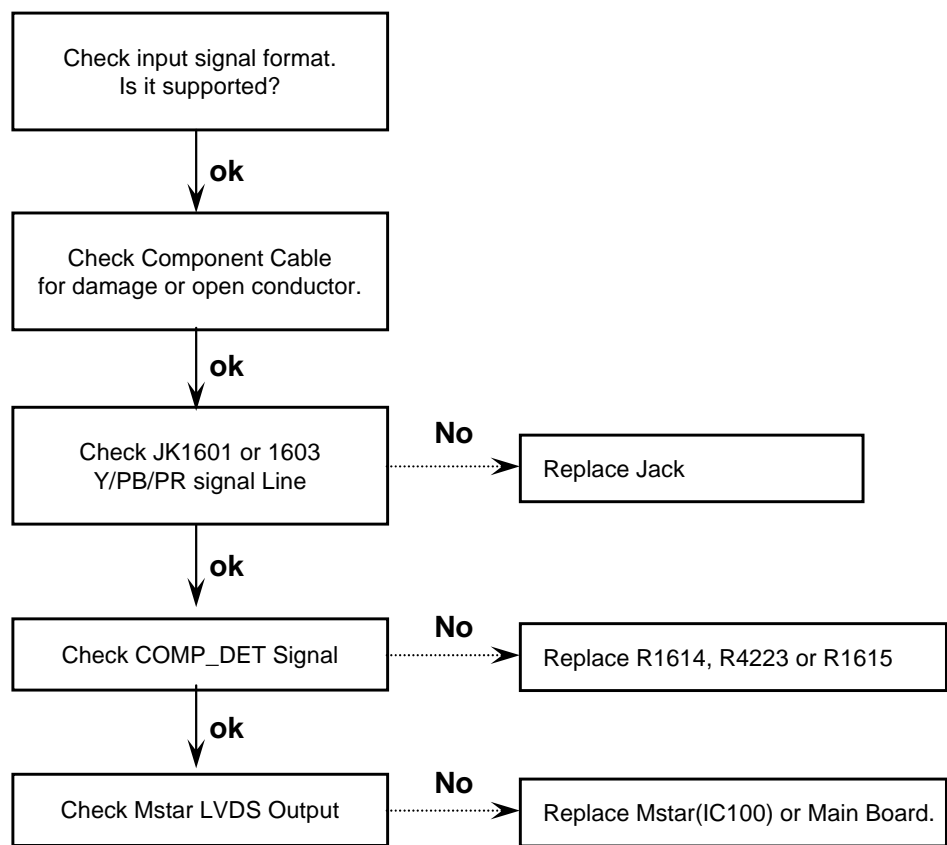 Check input signal format.
Is it supported?
ok
Check Component Cable
for damage or open conductor.
ok
Check JK1601 or 1603
Y/PB/PR signal Line
No
Replace Jack
ok
Check COMP_DET Signal
No
Replace R1614, R4223 or R1615
ok
Check Mstar LVDS Output
No
Replace Mstar(IC100) or Main Board.